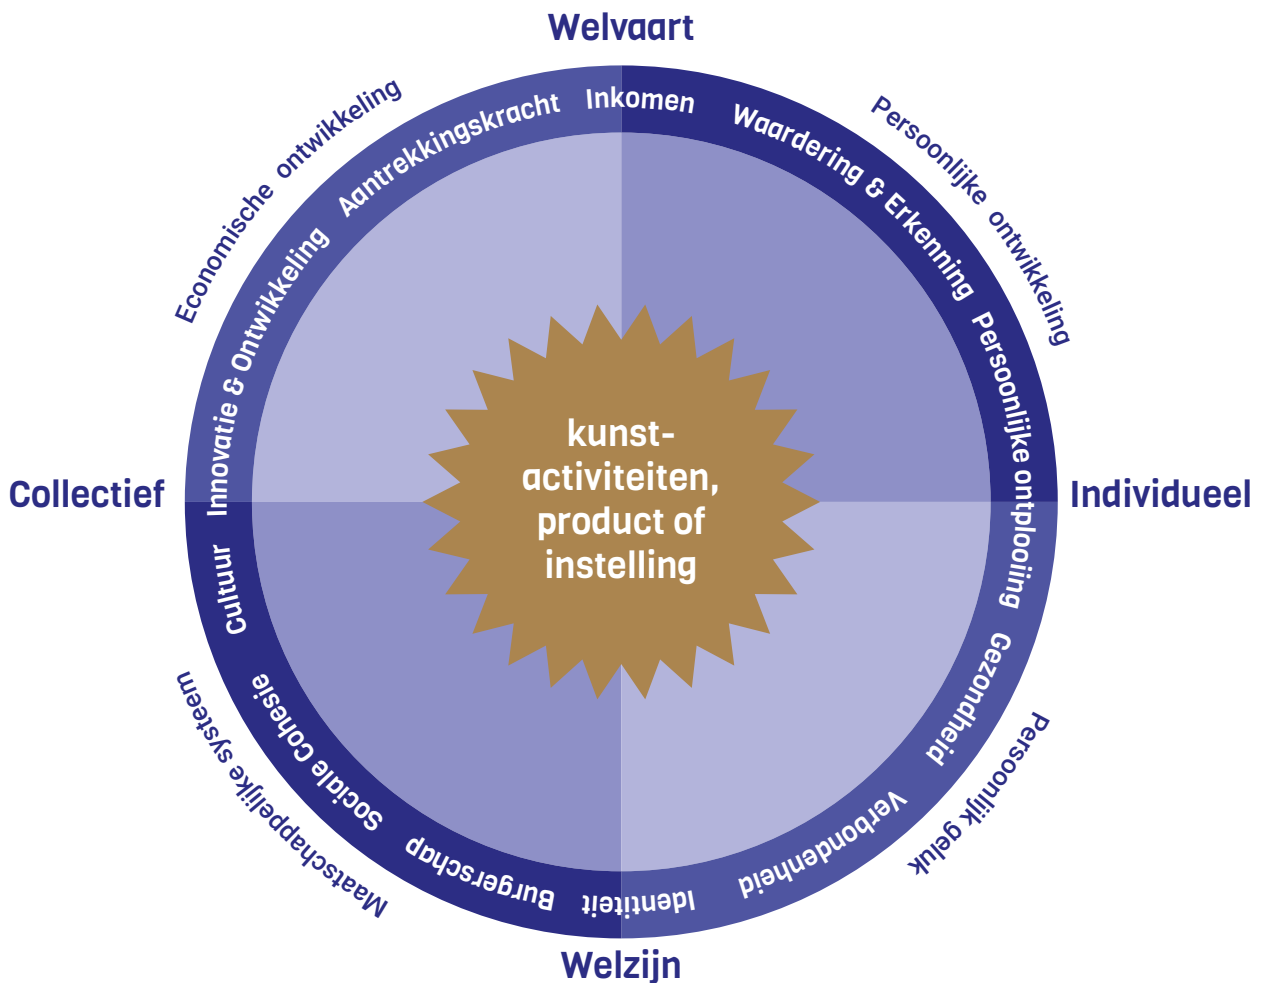 Welvaart
Economische ontwikkeling
Persoonlijke ontwikkeling
Inkomen
Waardering & Erkenning
Persoonlijke ontplooiing
Gezondheid
Verbondenheid
Identiteit
Burgerschap
Sociale Cohesie
Cultuur
Innovatie & Ontwikkeling
Aantrekkingskracht
kunst-
activiteiten,
product of
instelling
Collectief
Individueel
Persoonlijk geluk
Maatschappelijke systeem
Welzijn